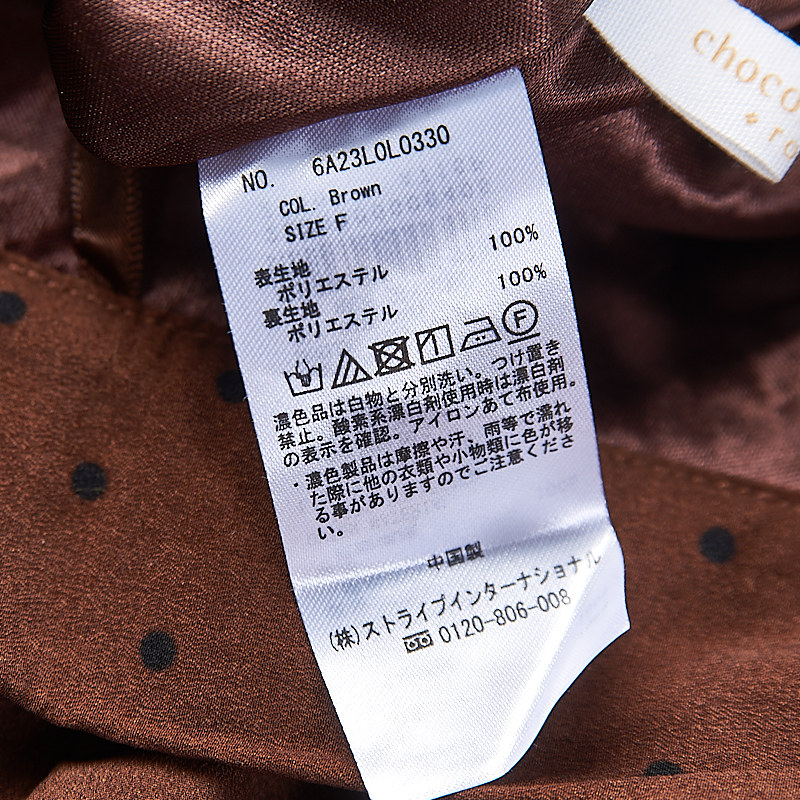 choco
NO. 6A23L0L0330
COL. Brown
SIZE F
表生地
ポリエステル 100%
裏生地
ポリエステル 100%
F
濃色品は白物と分別洗い。つけ置き
禁止。酸素系漂白剤使用時は漂白剤
の表示を確認。アイロンあて布使用。
・濃色製品は摩擦や汗、雨等で濡れ
た際に他の衣類や小物類に色が移
る事がありますのでご注意くださ
い。
中国製
(株)ストライプインターナショナル
0120-806-008